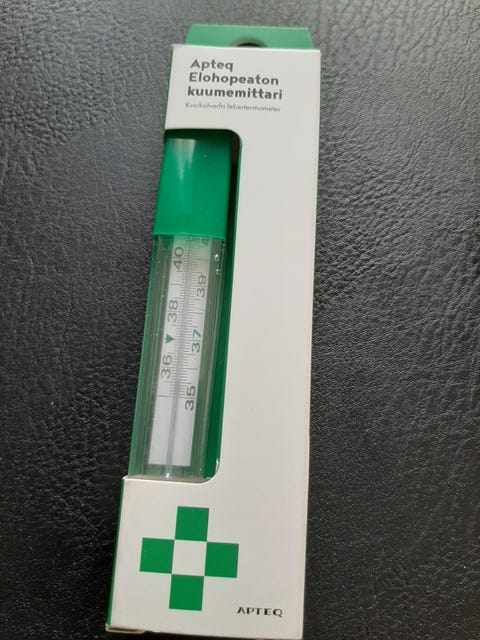 Apteq
Elohopeaton
kuumemittari
Kvicksilverfri febertermometer
40
39
38
37
36
35
APTEQ